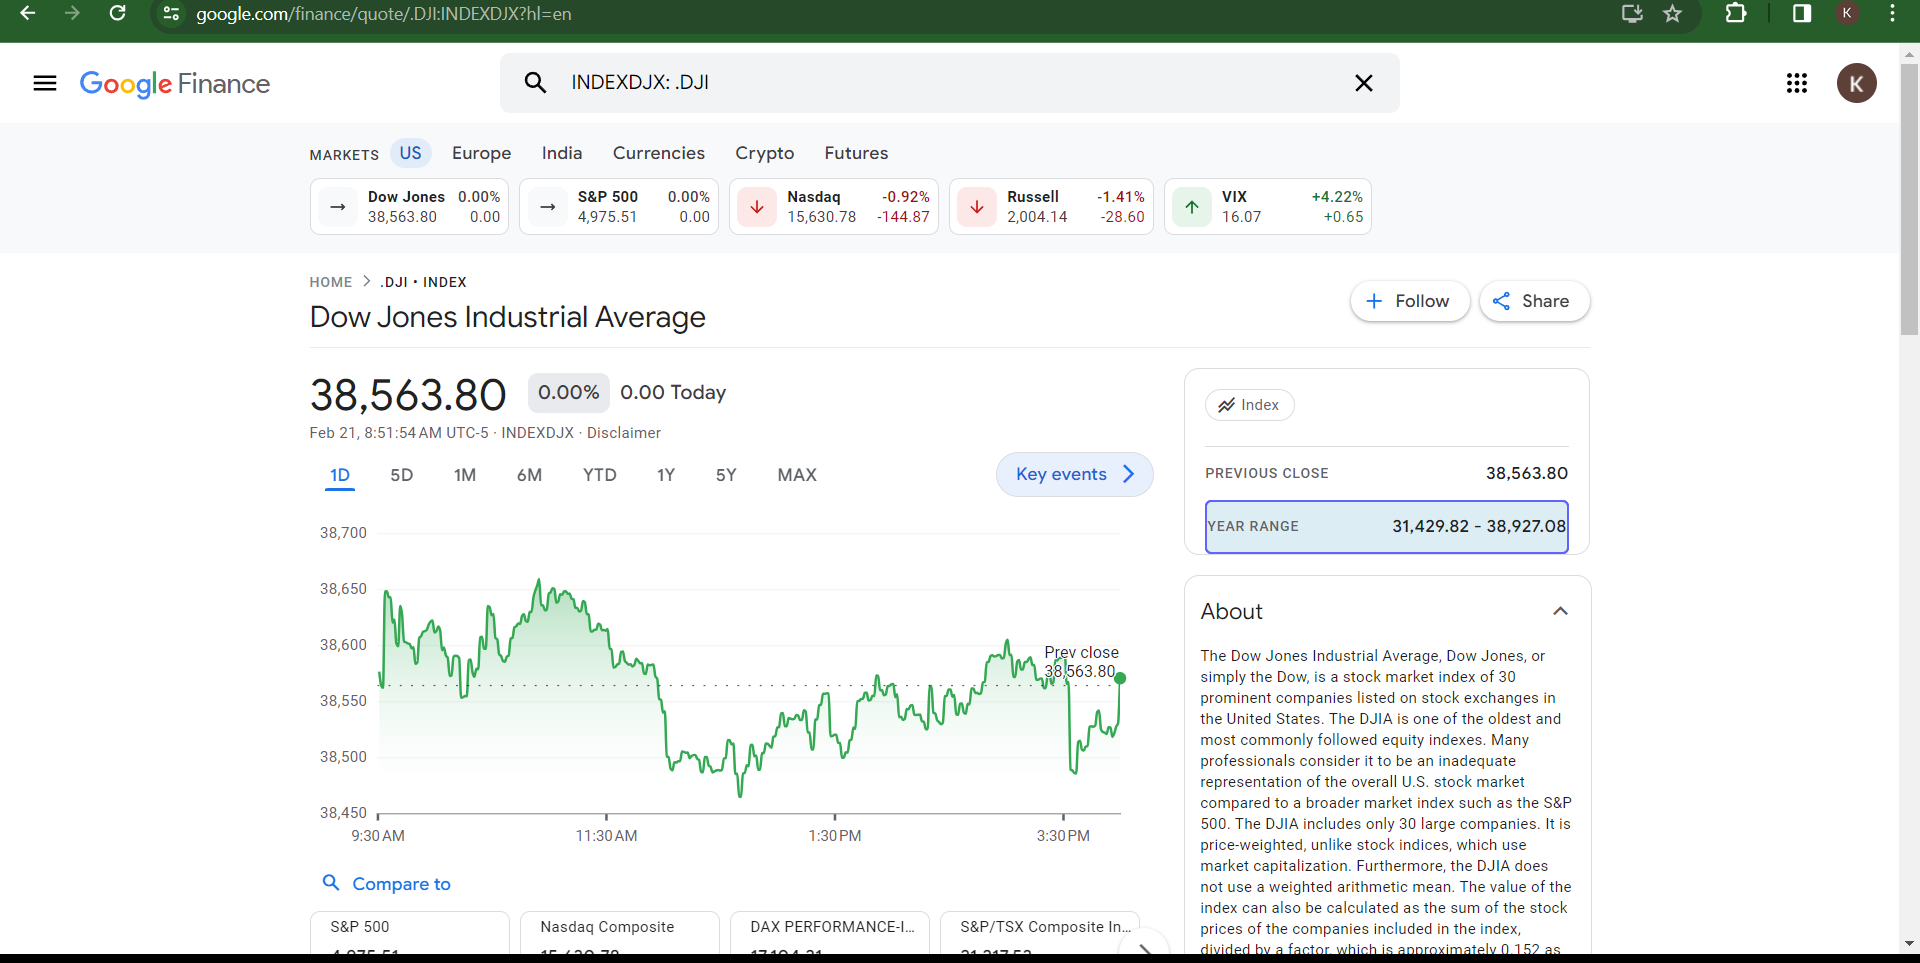 google.com/finance/quote/.DJI:INDEXDJX?hl=en
K
Google Finance
INDEXDJX: .DJI
K
MARKETS US Europe India Currencies Crypto Futures
Dow Jones 0.00%
38,563.80 0.00
S&P 500 0.00%
4,975.51 0.00
Nasdaq -0.92%
15,630.78 -144.87
Russell -1.41%
2,004.14 -28.60
VIX +4.22%
16.07 +0.65
HOME > .DJI • INDEX
Dow Jones Industrial Average
Follow
Share
38,563.80 0.00% 0.00 Today
Feb 21, 8:51:54 AM UTC-5 · INDEXDJX · Disclaimer
1D 5D 1M 6M YTD 1Y 5Y MAX
Key events
38,700
38,650
38,600
38,550
38,500
38,450
Prev close
38,563.80
9:30 AM 11:30 AM 1:30 PM 3:30 PM
Compare to
S&P 500
4,975.51
Nasdaq Composite
15,630.78
DAX PERFORMANCE-I...
S&P/TSX Composite In...
Index
PREVIOUS CLOSE 38,563.80
YEAR RANGE 31,429.82 - 38,927.08
About
The Dow Jones Industrial Average, Dow Jones, or
simply the Dow, is a stock market index of 30
prominent companies listed on stock exchanges in
the United States. The DJIA is one of the oldest and
most commonly followed equity indexes. Many
professionals consider it to be an inadequate
representation of the overall U.S. stock market
compared to a broader market index such as the S&P
500. The DJIA includes only 30 large companies. It is
price-weighted, unlike stock indices, which use
market capitalization. Furthermore, the DJIA does
not use a weighted arithmetic mean. The value of the
index can also be calculated as the sum of the stock
prices of the companies included in the index,
divided by a factor, which is approximately 0.152 as